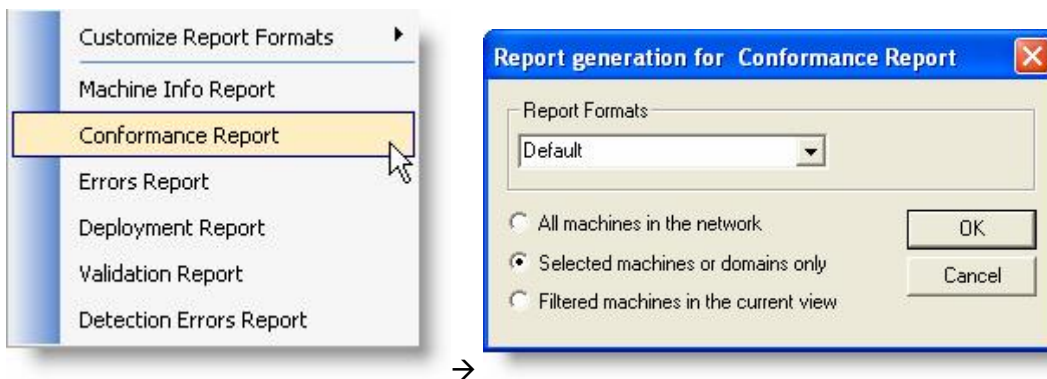 Customize Report Formats
Machine Info Report
Conformance Report
Errors Report
Deployment Report
Validation Report
Detection Errors Report
→
Report generation for Conformance Report
Report Formats
Default
All machines in the network
Selected machines or domains only
Filtered machines in the current view
OK
Cancel